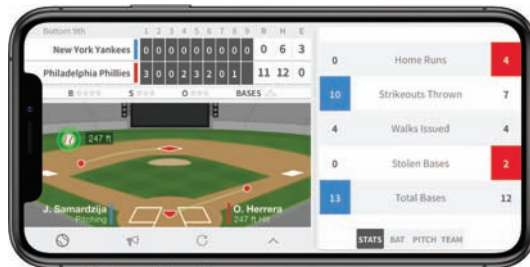 Bottom 9th 1 2 3 4 5 6 7 8 9 R H E
New York Yankees 0 0 0 0 0 0 0 0 0 0 6 3
Philadelphia Phillies 3 0 0 2 3 2 0 1 11 12 0
B S O BASES
247 ft
J. Samardzija
Pitching
O. Herrera
247 ft Hit
0 Home Runs 4
10 Strikeouts Thrown 7
4 Walks Issued 4
0 Stolen Bases 2
13 Total Bases 12
STATS BAT PITCH TEAM